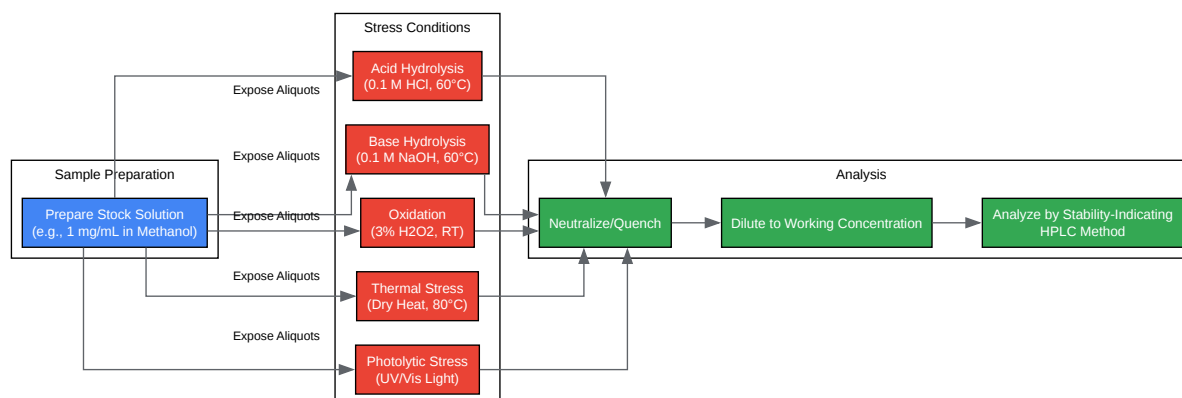 Stress Conditions
Acid Hydrolysis
(0.1 M HCl, 60°C)
Expose Aliquots
Base Hydrolysis
(0.1 M NaOH, 60°C)
Expose Aliquots
Sample Preparation
Analysis
Prepare Stock Solution
(e.g., 1 mg/mL in Methanol)
Expose Aliquots
Oxidation
(3% H2O2, RT)
Neutralize/Quench
Dilute to Working Concentration
Analyze by Stability-Indicating
HPLC Method
Expose Aliquots
Thermal Stress
(Dry Heat, 80°C)
Expose Aliquots
Photolytic Stress
(UV/Vis Light)